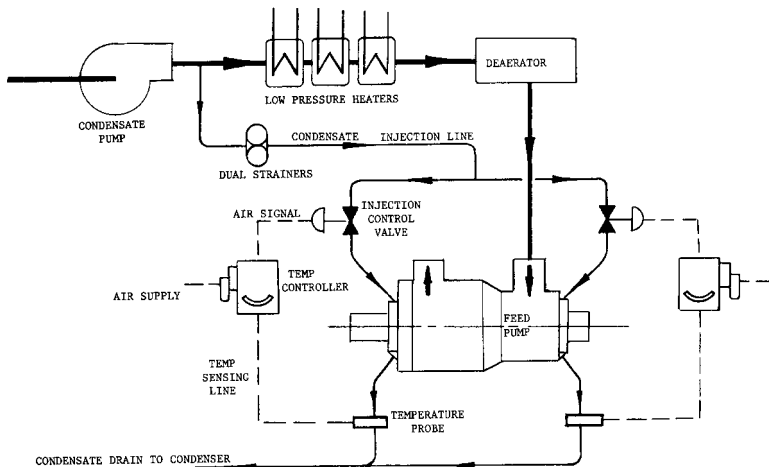 DEAERATOR
LOW PRESSURE HEATERS
CONDENSATE
PUMP
CONDENSATE INJECTION LINE
DUAL STRAINERS
AIR SIGNAL
INJECTION
CONTROL
VALVE
TEMP
CONTROLLER
AIR SUPPLY
FEED
PUMP
TEMP
SENSING
LINE
TEMPERATURE
PROBE
CONDENSATE DRAIN TO CONDENSER